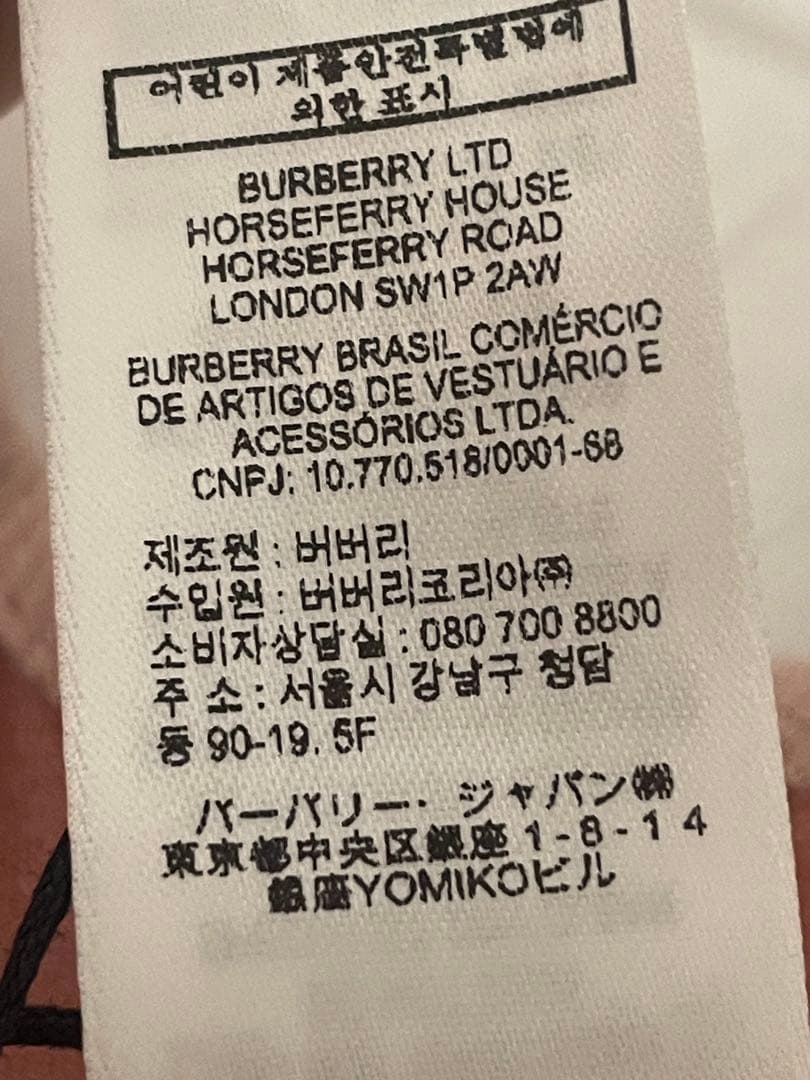 어린이 제품안전특별법에
의한 표시
BURBERRY LTD
HORSEFERRY HOUSE
HORSEFERRY ROAD
LONDON SW1P 2AW
BURBERRY BRASIL COMÉRCIO
DE ARTIGOS DE VESTUÁRIO E
ACESSÓRIOS LTDA.
CNPJ: 10.770.518/0001-68
제조원 : 버버리
수입원 : 버버리코리아㈜
소비자상담실 : 080 700 8800
주 소 : 서울시 강남구 청담
동 90-19. 5F
バーバリー・ジャパン㈱
東京都中央区銀座1-8-14
銀座YOMIKOビル